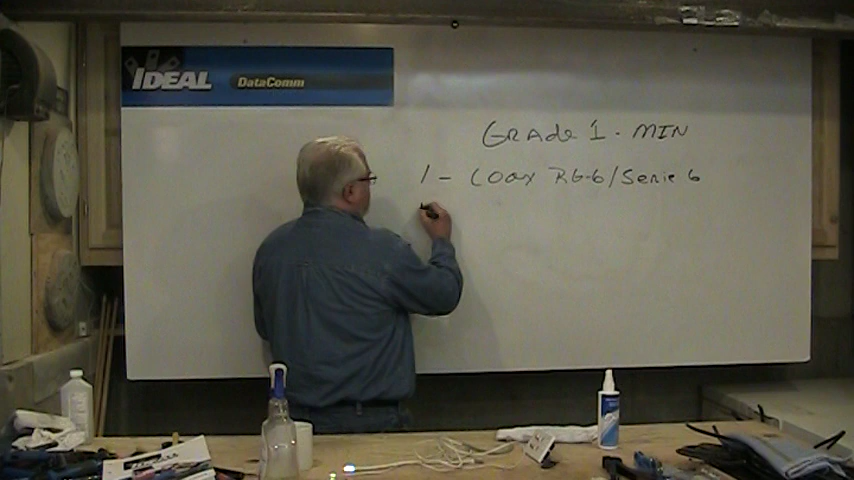 IDEAL DataComm
GRAde 1 - MIN
1 - COax RG-6/Serie 6